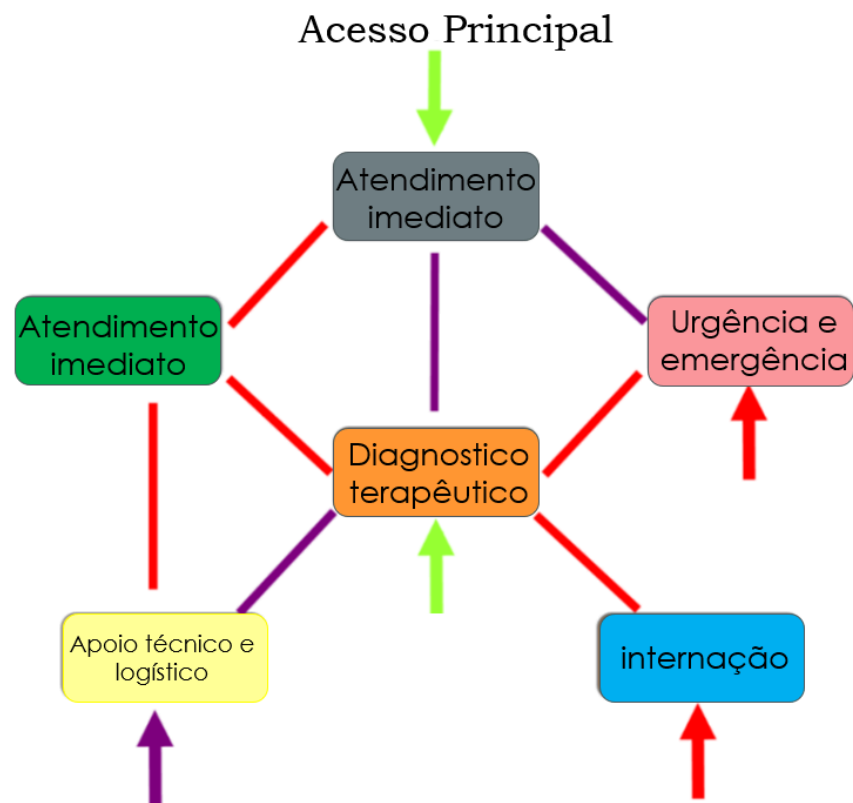 Acesso Principal
Atendimento
imediato
Atendimento
imediato
Urgência e
emergência
Diagnostico
terapêutico
Apoio técnico e
logístico
internação